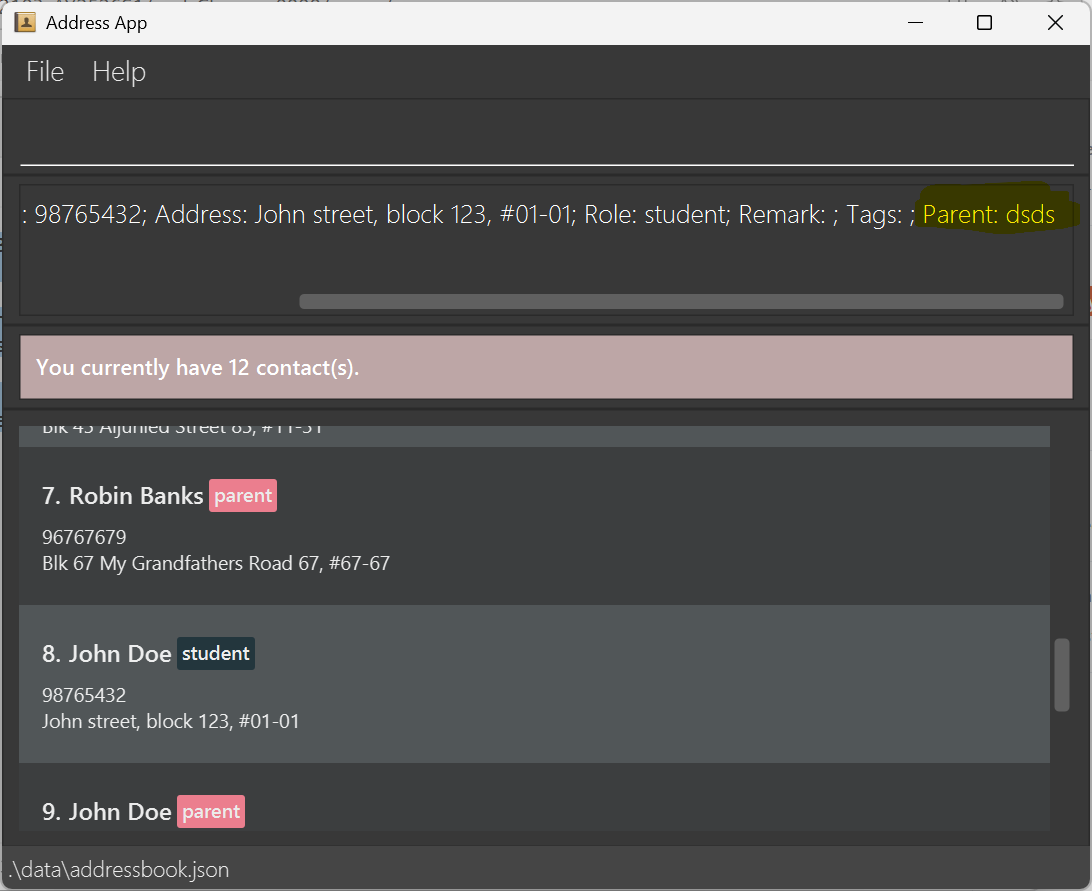 Address App
File Help
: 98765432; Address: John street, block 123, #01-01; Role: student; Remark: ; Tags: ; Parent: dsds
You currently have 12 contact(s).
Blk 45 Aljunied Street 85, #11-31
7. Robin Banks parent
96767679
Blk 67 My Grandfathers Road 67, #67-67
8. John Doe student
98765432
John street, block 123, #01-01
9. John Doe parent
.\data\addressbook.json